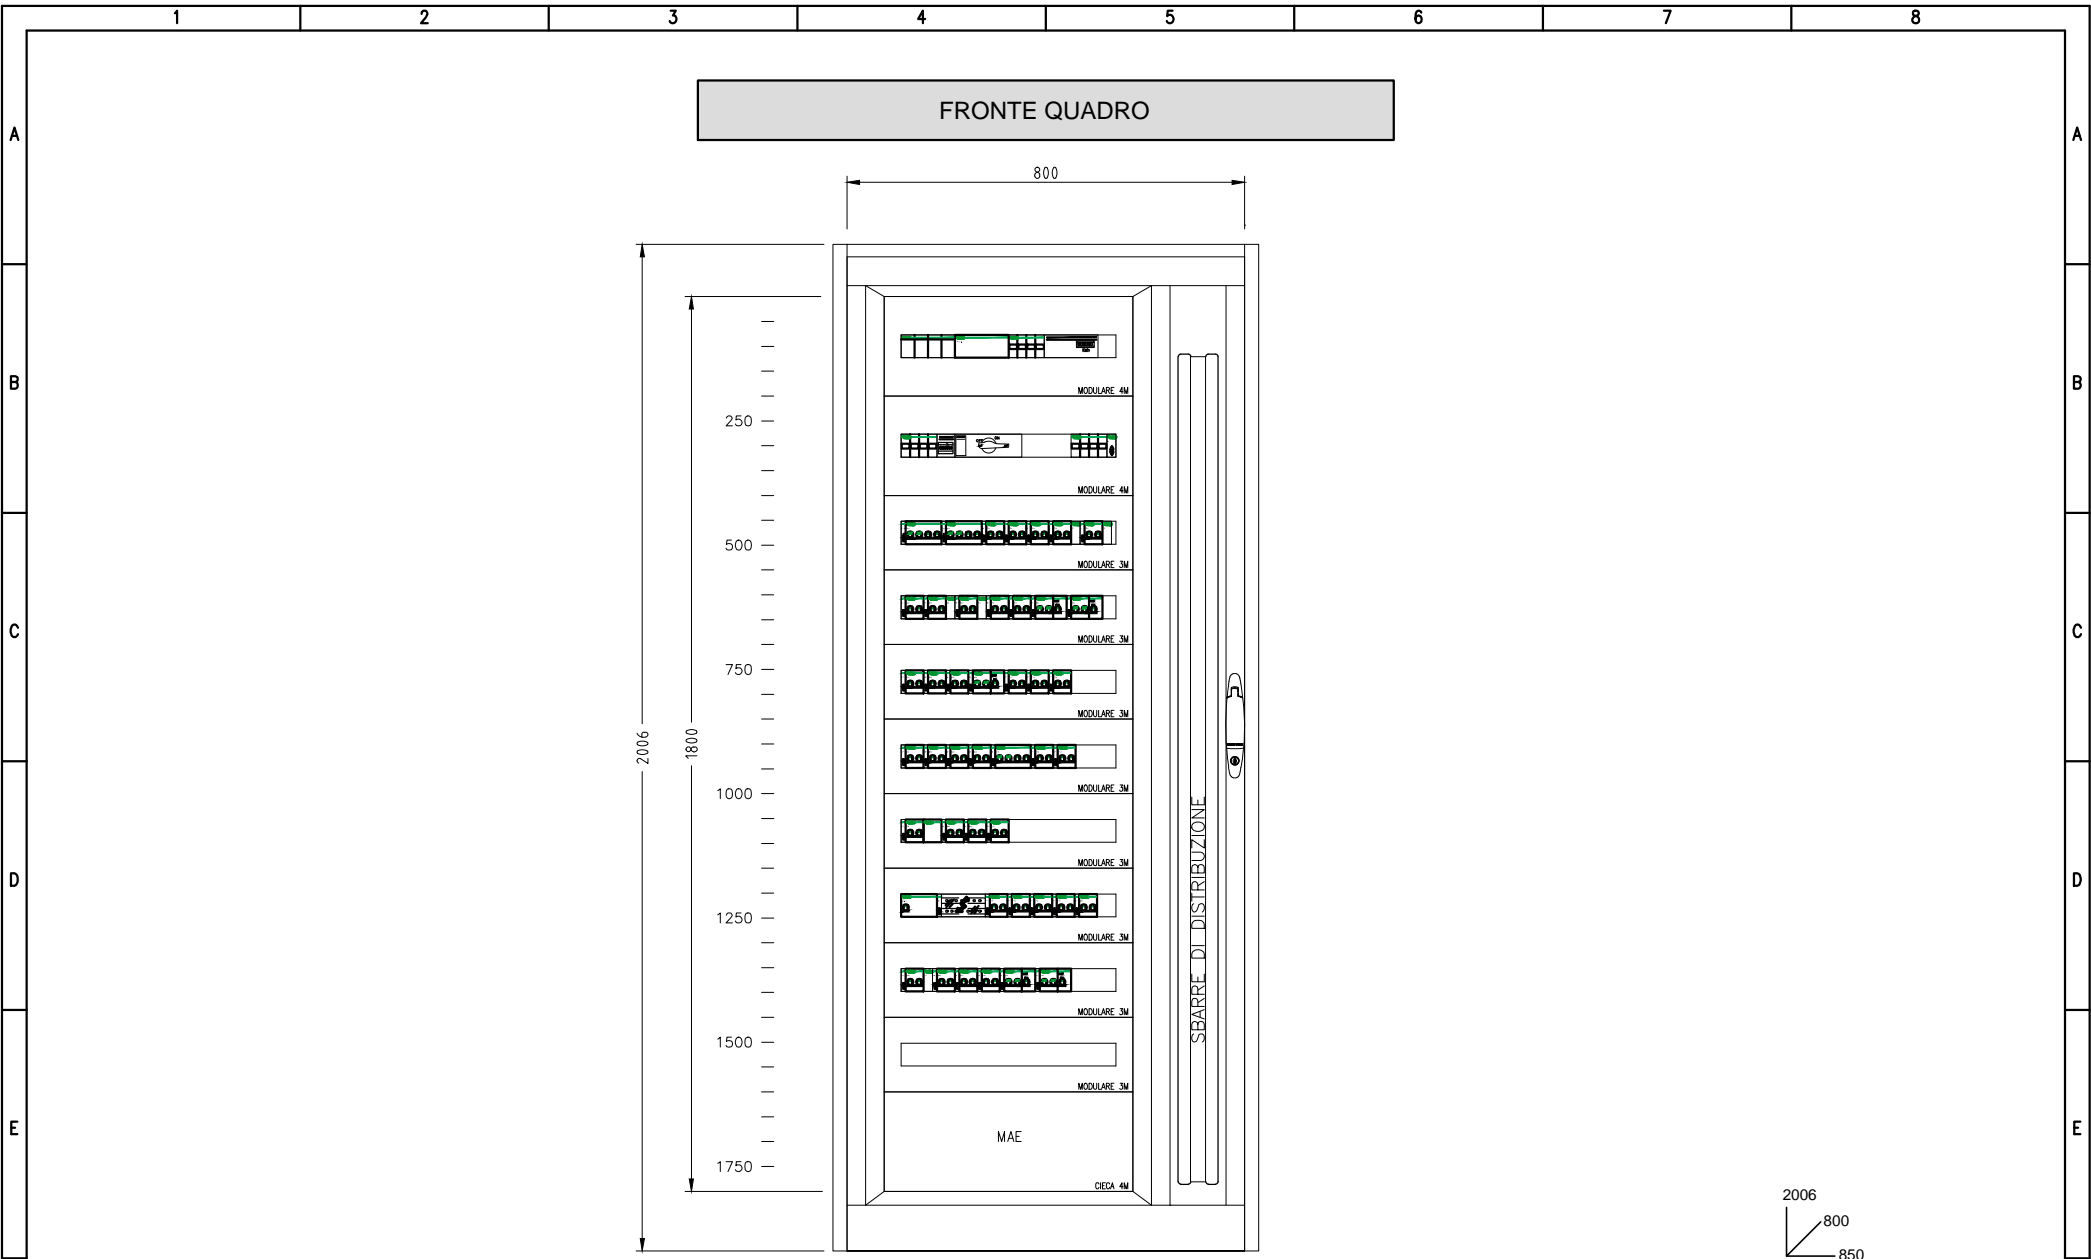 1 2 3 4 5 6 7 8
FRONTE QUADRO
A A
800
B B
MODULARE 4M
250
MODULARE 4M
500
MODULARE 3M
C C
MODULARE 3M
750
MODULARE 3M
2006
1800
MODULARE 3M
1000
MODULARE 3M
D D
1250
MODULARE 3M
SBARRE DI DISTRIBUZIONE
MODULARE 3M
1500
MODULARE 3M
E E
MAE
1750
CIECA 4M
2006
800
850